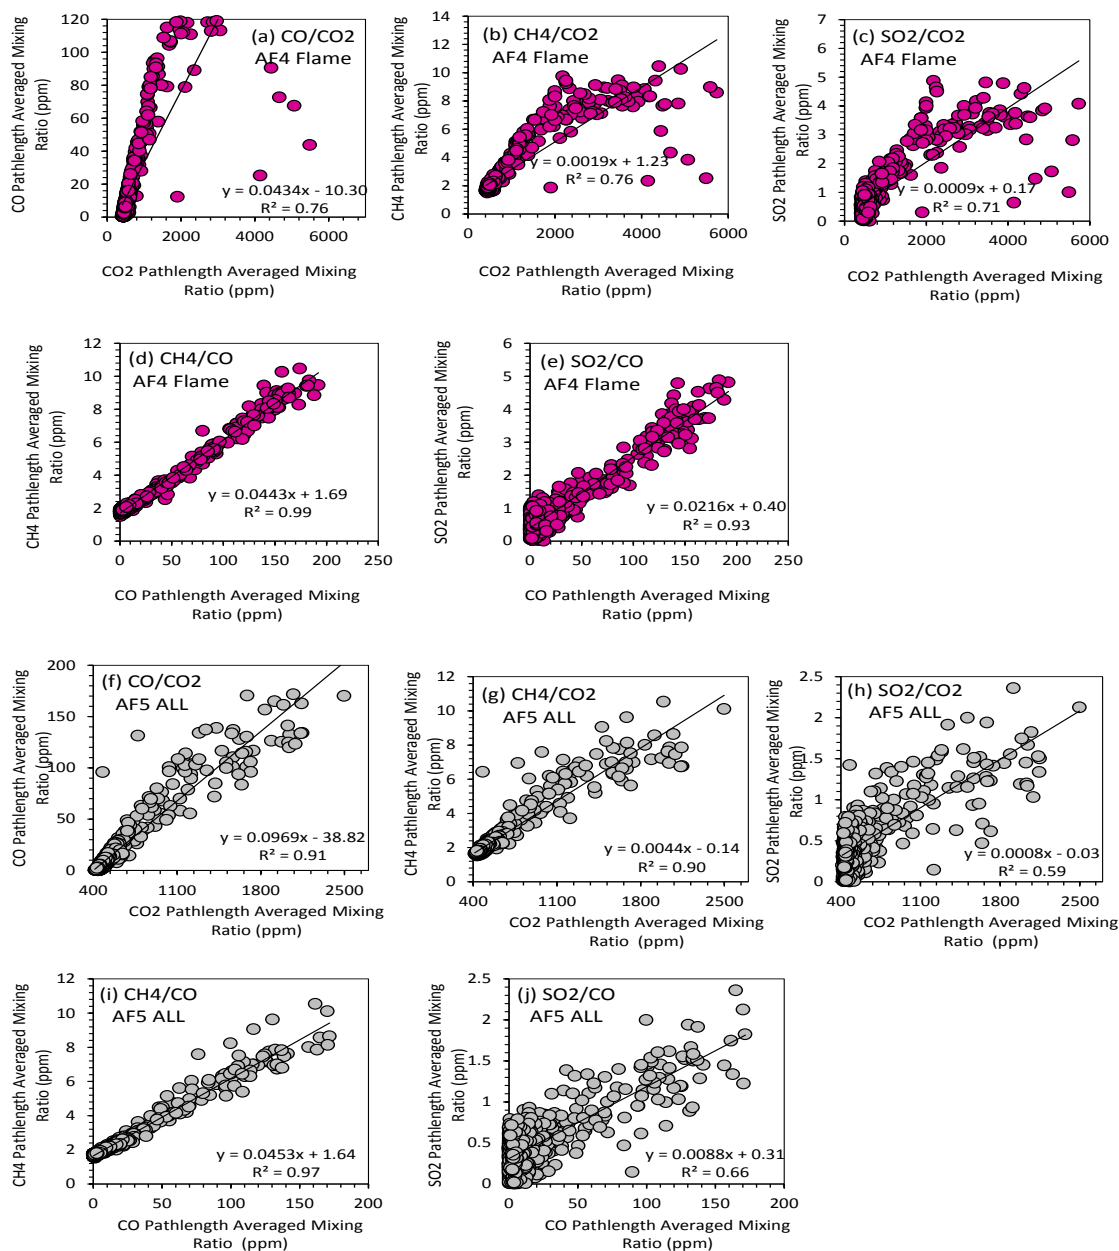 (a) CO/CO2
AF4 Flame
CO Pathlength Averaged Mixing
Ratio (ppm)
120
100
80
60
40
20
0
y = 0.0434x - 10.30
R² = 0.76
0 2000 4000 6000
CO2 Pathlength Averaged Mixing
Ratio (ppm)
(b) CH4/CO2
AF4 Flame
CH4 Pathlength Averaged Mixing
Ratio (ppm)
14
12
10
8
6
4
2
0
y = 0.0019x + 1.23
R² = 0.76
0 2000 4000 6000
CO2 Pathlength Averaged Mixing
Ratio (ppm)
(c) SO2/CO2
AF4 Flame
SO2 Pathlength Averaged Mixing
Ratio (ppm)
7
6
5
4
3
2
1
0
y = 0.0009x + 0.17
R² = 0.71
0 2000 4000 6000
CO2 Pathlength Averaged Mixing
Ratio (ppm)
(d) CH4/CO
AF4 Flame
CH4 Pathlength Averaged Mixing
Ratio (ppm)
12
10
8
6
4
2
0
y = 0.0443x + 1.69
R² = 0.99
0 50 100 150 200 250
CO Pathlength Averaged Mixing
Ratio (ppm)
(e) SO2/CO
AF4 Flame
SO2 Pathlength Averaged Mixing
Ratio (ppm)
6
5
4
3
2
1
0
y = 0.0216x + 0.40
R² = 0.93
0 50 100 150 200 250
CO Pathlength Averaged Mixing
Ratio (ppm)
(f) CO/CO2
AF5 ALL
CO Pathlength Averaged Mixing
Ratio (ppm)
200
150
100
50
0
y = 0.0969x - 38.82
R² = 0.91
400 1100 1800 2500
CO2 Pathlength Averaged Mixing
Ratio (ppm)
(g) CH4/CO2
AF5 ALL
CH4 Pathlength Averaged Mixing
Ratio (ppm)
12
10
8
6
4
2
0
y = 0.0044x - 0.14
R² = 0.90
400 1100 1800 2500
CO2 Pathlength Averaged Mixing
Ratio (ppm)
(h) SO2/CO2
AF5 ALL
SO2 Pathlength Averaged Mixing
Ratio (ppm)
2.5
2
1.5
1
0.5
0
y = 0.0008x - 0.03
R² = 0.59
400 1100 1800 2500
CO2 Pathlength Averaged Mixing
Ratio (ppm)
(i) CH4/CO
AF5 ALL
CH4 Pathlength Averaged Mixing
Ratio (ppm)
12
10
8
6
4
2
0
y = 0.0453x + 1.64
R² = 0.97
0 50 100 150 200
CO Pathlength Averaged Mixing
Ratio (ppm)
(j) SO2/CO
AF5 ALL
SO2 Pathlength Averaged Mixing
Ratio (ppm)
2.5
2
1.5
1
0.5
0
y = 0.0088x + 0.31
R² = 0.66
0 50 100 150 200
CO Pathlength Averaged Mixing
Ratio (ppm)